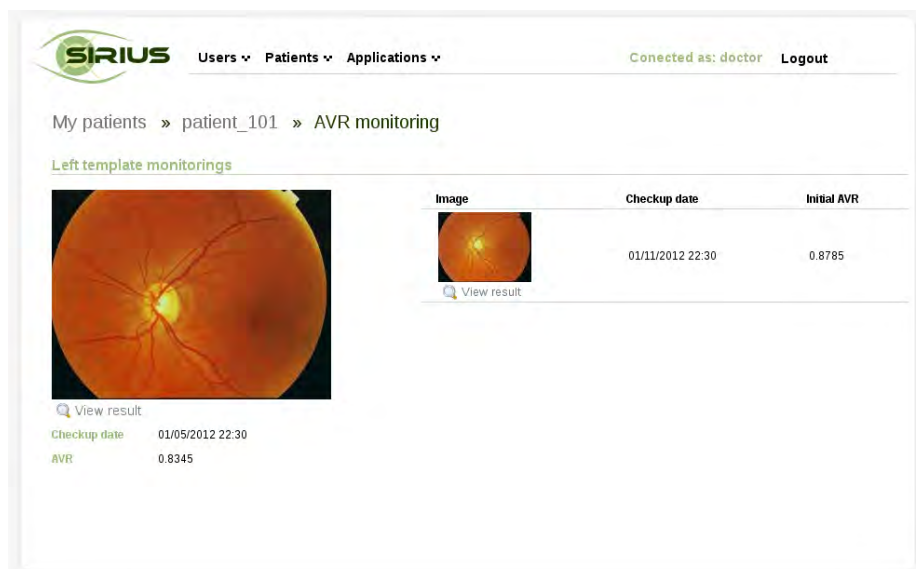 SIRIUS
Users Patients Applications Conected as: doctor Logout
My patients » patient_101 » AVR monitoring
Left template monitorings
Image Checkup date Initial AVR
01/11/2012 22:30 0.8785
View result
View result
Checkup date 01/05/2012 22:30
AVR 0.8345